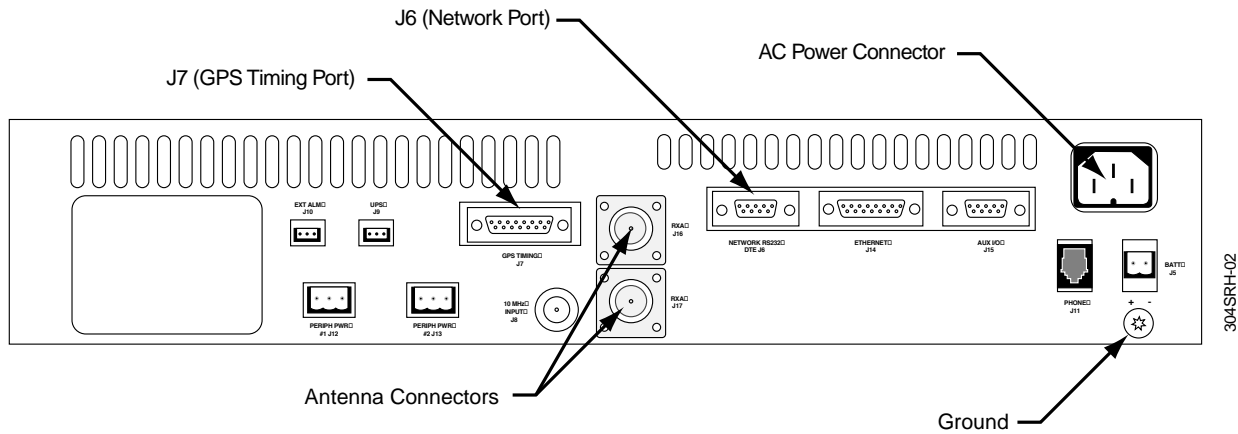 J6 (Network Port)
AC Power Connector
J7 (GPS Timing Port)
EXT ALM
J10
UPS
J9
GPS TIMING
J7
RXA
J16
NETWORK RS232
DTE J6
ETHERNET
J14
AUX I/O
J15
PERIPH PWR
#1 J12
PERIPH PWR
#2 J13
10 MHz
INPUT
J8
RXA
J17
PHONE
J11
BATT
J5
+ -
304SRH-02
Antenna Connectors
Ground